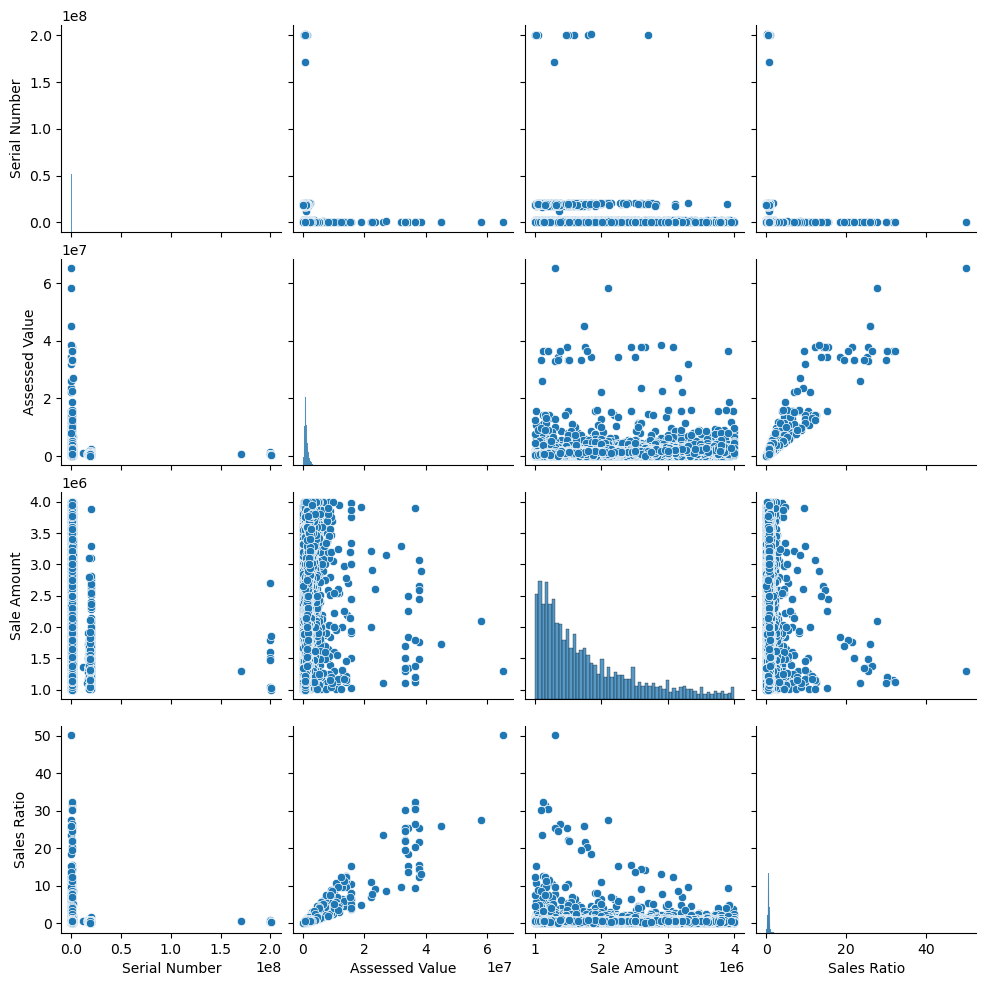 1e8
2.0
1.5
1.0
0.5
0.0
Serial Number
1e7
6
4
2
0
Assessed Value
1e6
4.0
3.5
3.0
2.5
2.0
1.5
1.0
Sale Amount
50
40
30
20
10
0
Sales Ratio
0.0 0.5 1.0 1.5 2.0
Serial Number 1e8
0 2 4 6
Assessed Value 1e7
1 2 3 4
Sale Amount 1e6
0 20 40
Sales Ratio